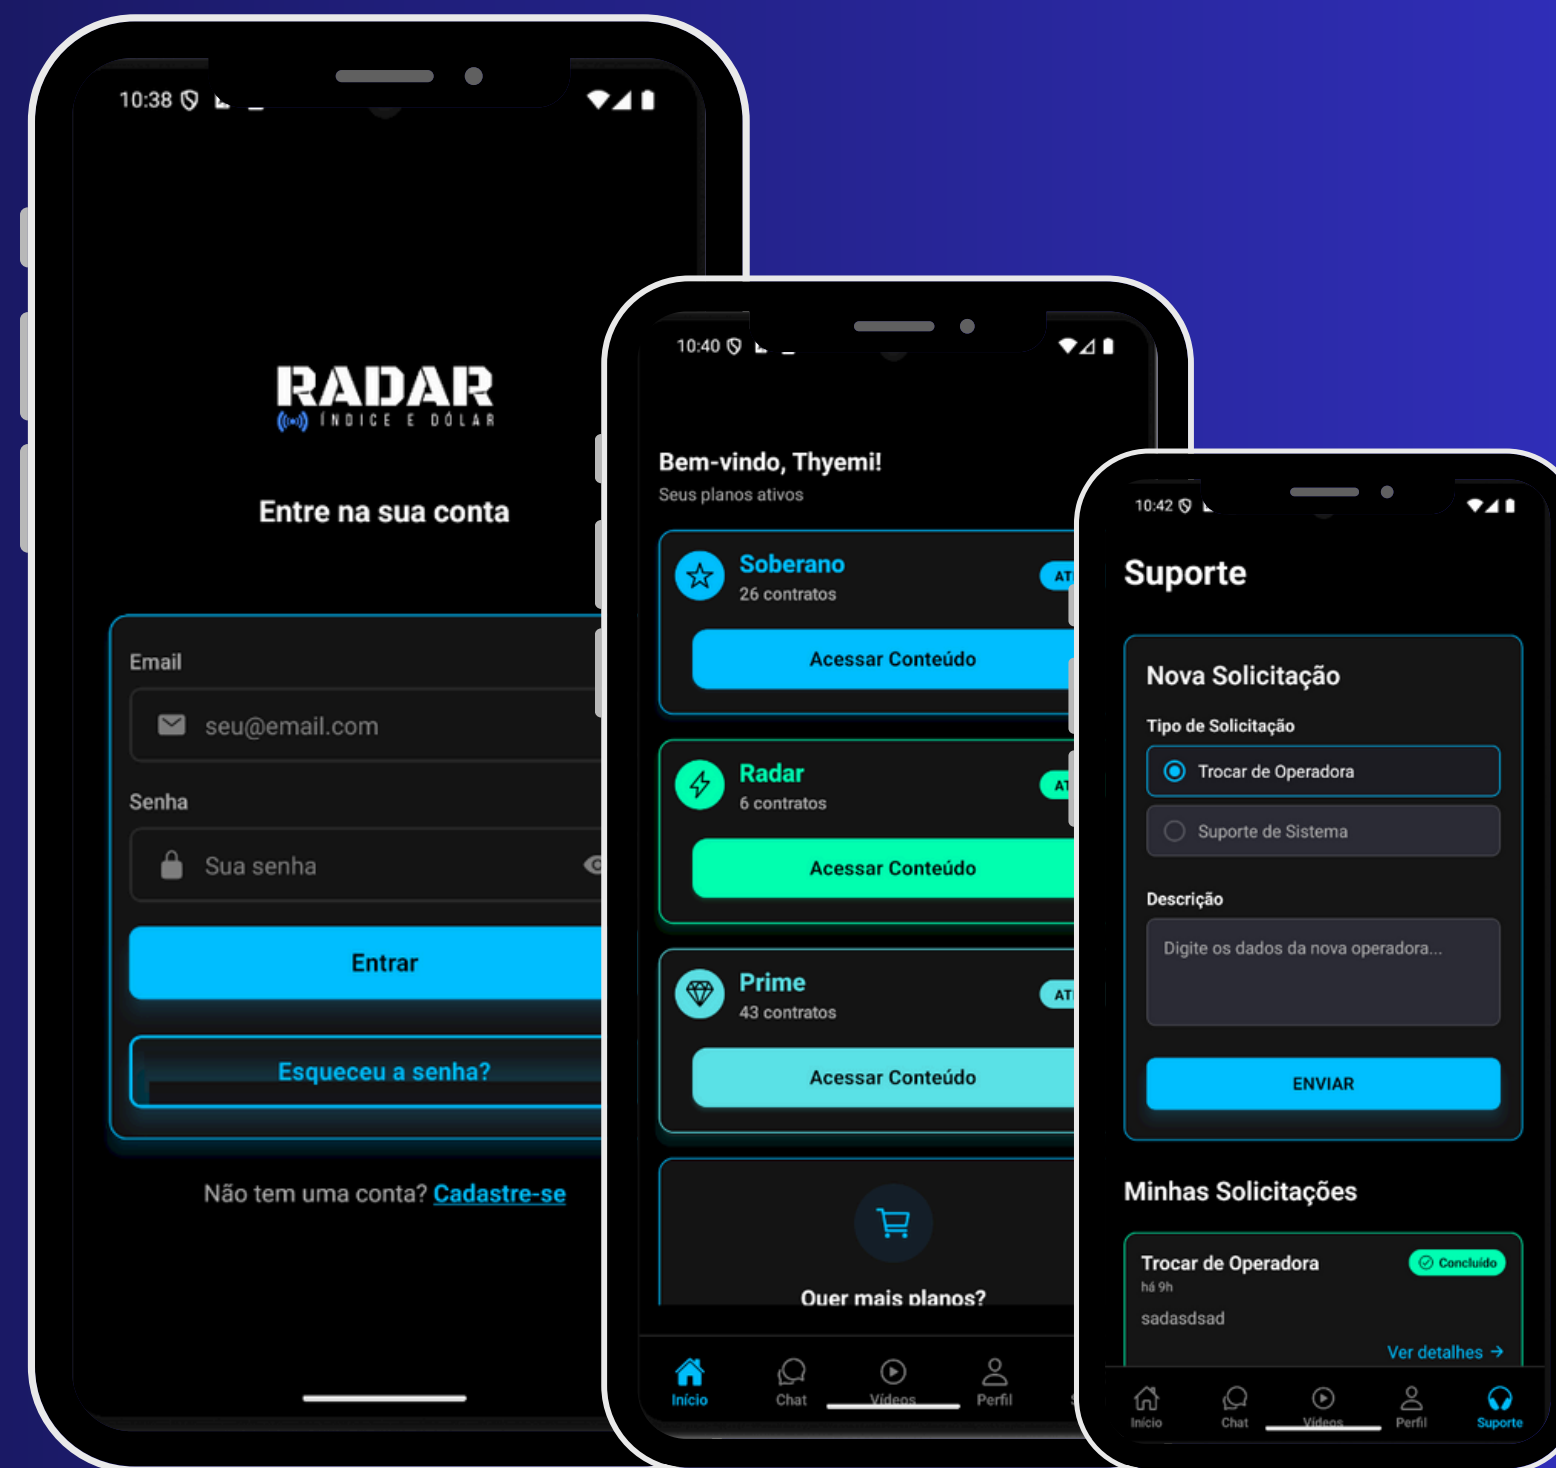 10:38
RADAR
ÍNDICE E DÓLAR
Entre na sua conta
Email
seu@email.com
Senha
Sua senha
Entrar
Esqueceu a senha?
Não tem uma conta? Cadastre-se
10:40
Bem-vindo, Thyemi!
Seus planos ativos
Soberano
26 contratos
Acessar Conteúdo
Radar
6 contratos
Acessar Conteúdo
Prime
43 contratos
Acessar Conteúdo
Quer mais planos?
Início Chat Vídeos Perfil
10:42
Suporte
Nova Solicitação
Tipo de Solicitação
Trocar de Operadora
Suporte de Sistema
Descrição
Digite os dados da nova operadora...
ENVIAR
Minhas Solicitações
Trocar de Operadora Concluído
há 9h
sadasdsad
Ver detalhes →
Início Chat Vídeos Perfil Suporte